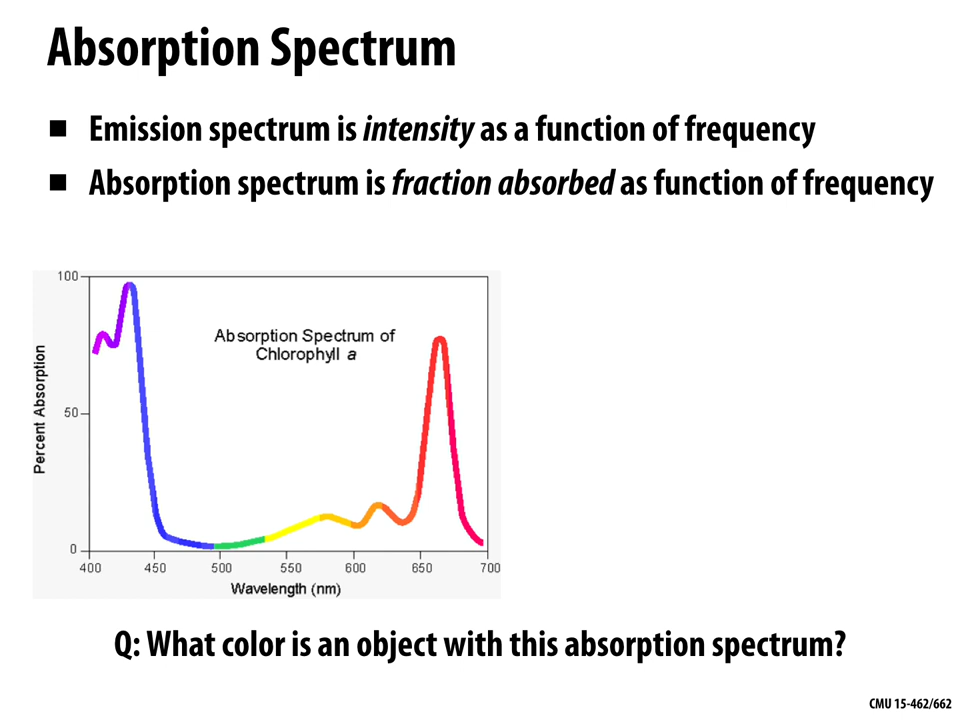 Absorption Spectrum
■ Emission spectrum is intensity as a function of frequency
■ Absorption spectrum is fraction absorbed as function of frequency
100
50
0
Percent Absorption
Absorption Spectrum of
Chlorophyll a
400 450 500 550 600 650 700
Wavelength (nm)
Q: What color is an object with this absorption spectrum?
CMU 15-462/662